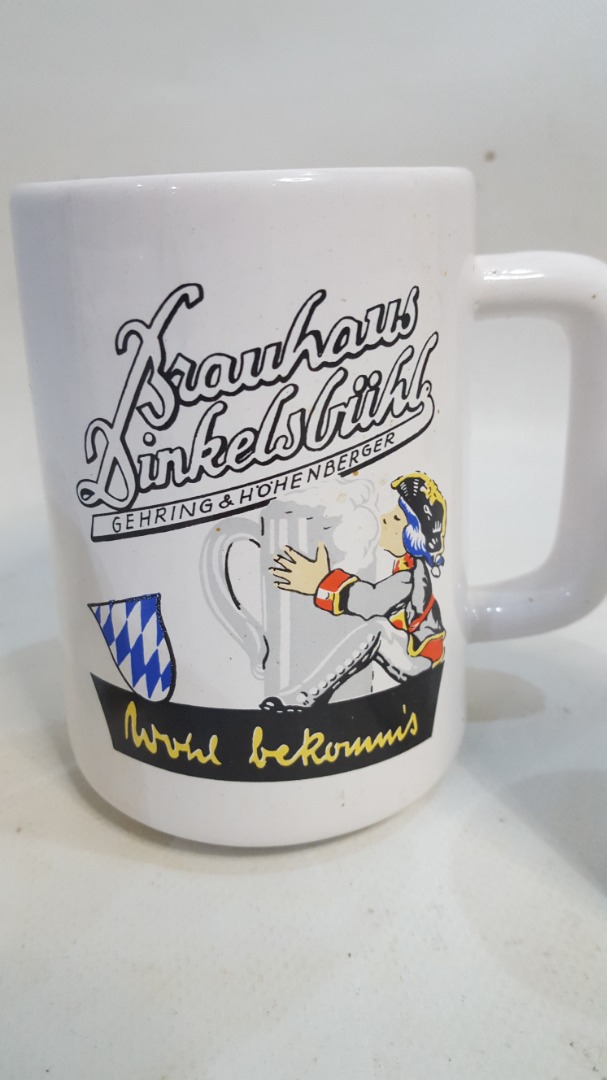 Brauhaus
Dinkelsbühl
GEHRING & HÖHENBERGER
Wohl bekomm's